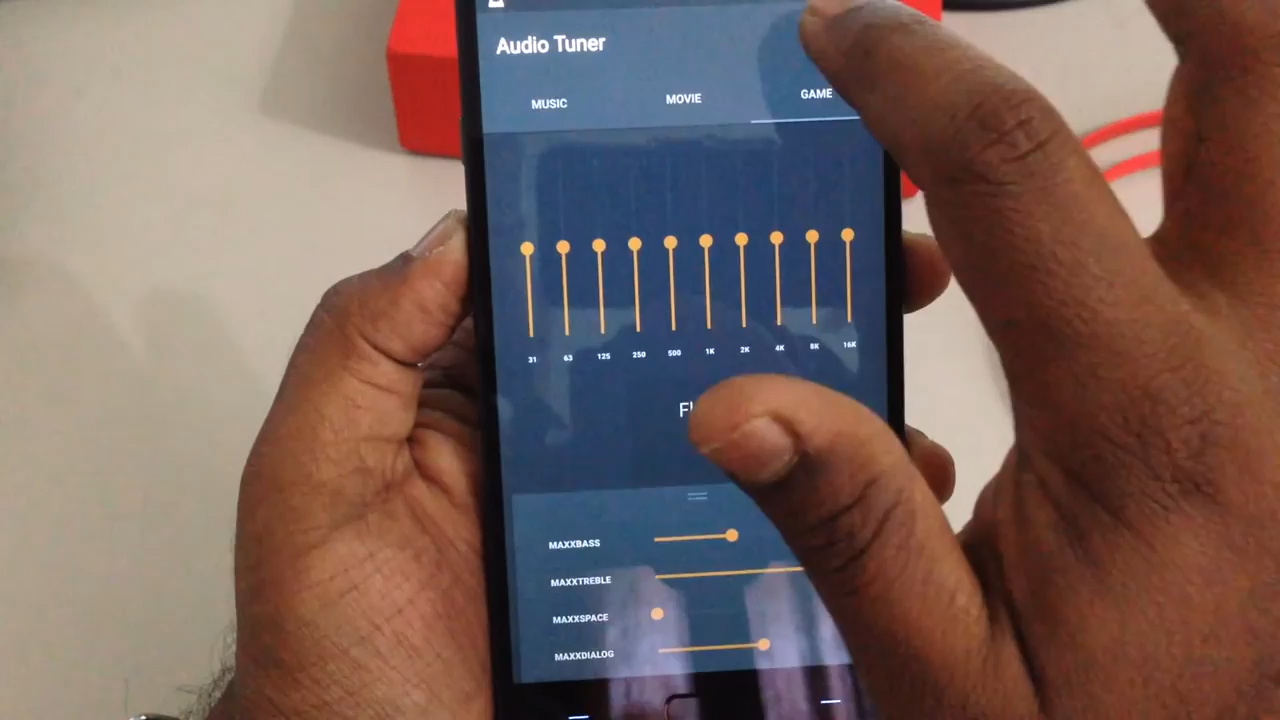 Audio Tuner
MUSIC MOVIE GAME
31 63 125 250 500 1K 2K 4K 8K 16K
MAXXBASS
MAXXTREBLE
MAXXSPACE
MAXXDIALOG